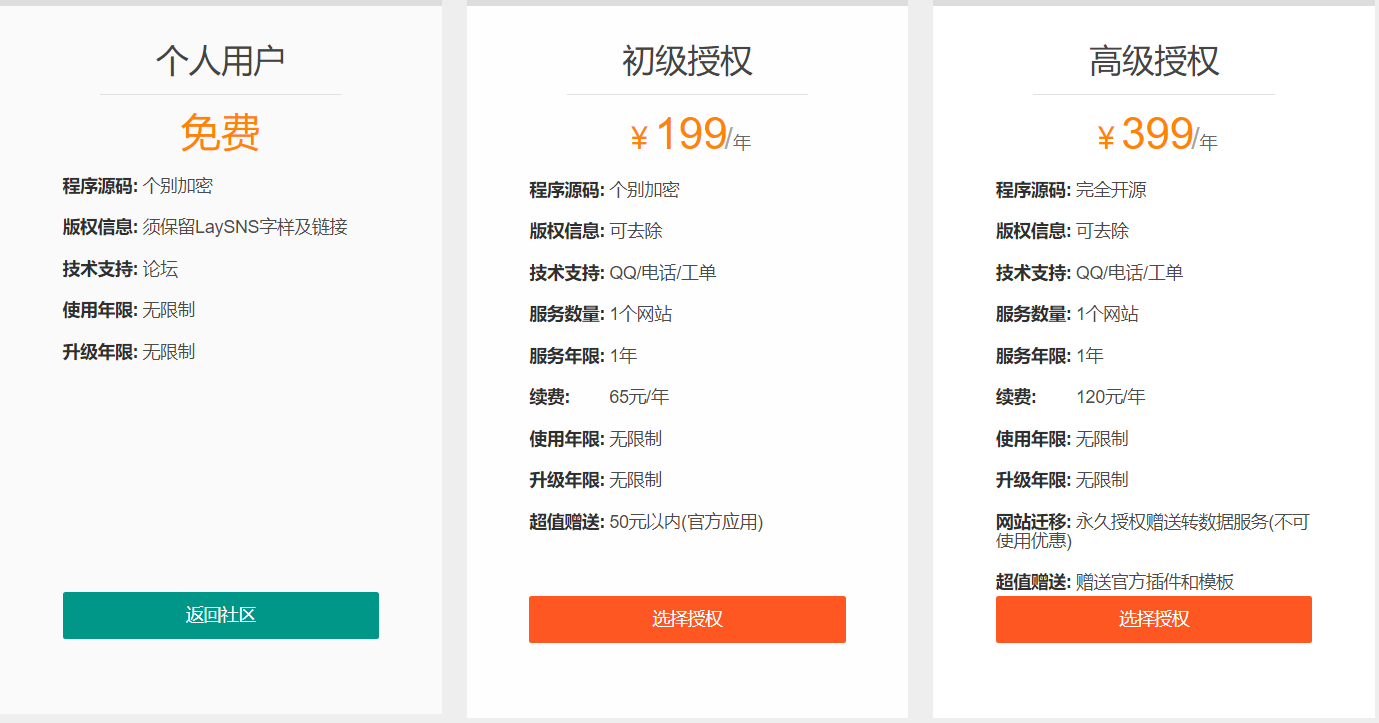 个人用户
免费
程序源码: 个别加密
版权信息: 须保留LaySNS字样及链接
技术支持: 论坛
使用年限: 无限制
升级年限: 无限制
返回社区
初级授权
¥199/年
程序源码: 个别加密
版权信息: 可去除
技术支持: QQ/电话/工单
服务数量: 1个网站
服务年限: 1年
续费: 65元/年
使用年限: 无限制
升级年限: 无限制
超值赠送: 50元以内(官方应用)
选择授权
高级授权
¥399/年
程序源码: 完全开源
版权信息: 可去除
技术支持: QQ/电话/工单
服务数量: 1个网站
服务年限: 1年
续费: 120元/年
使用年限: 无限制
升级年限: 无限制
网站迁移: 永久授权赠送转数据服务(不可
使用优惠)
超值赠送: 赠送官方插件和模板
选择授权